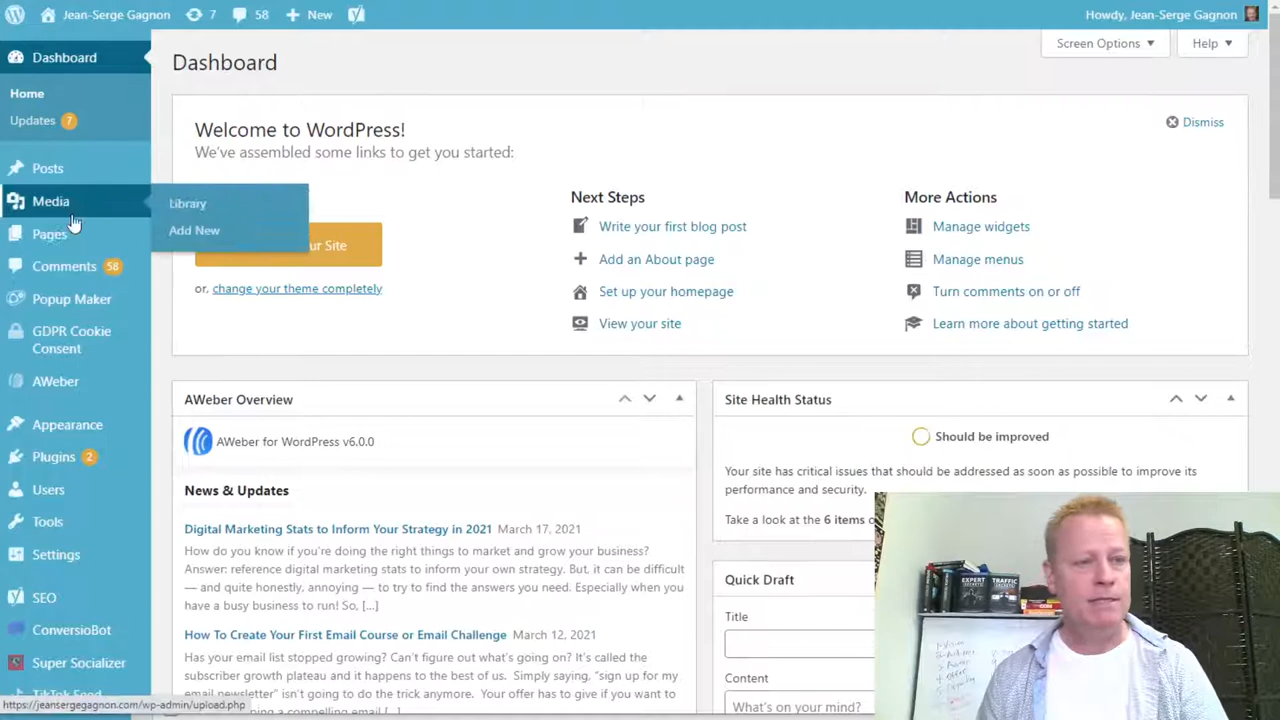 Jean-Serge Gagnon 7 58 New Howdy, Jean-Serge Gagnon
Screen Options Help
Dashboard
Home
Updates 7
Posts
Media
Library
Add New
Pages
Comments 58
Popup Maker
GDPR Cookie
Consent
AWeber
Appearance
Plugins 2
Users
Tools
Settings
SEO
ConversioBot
Super Socializer
TikTok Feed
https://jeansergegagnon.com/wp-admin/upload.php
Dashboard
Welcome to WordPress!
Dismiss
We've assembled some links to get you started:
ur Site
or, change your theme completely
Next Steps
Write your first blog post
Add an About page
Set up your homepage
View your site
More Actions
Manage widgets
Manage menus
Turn comments on or off
Learn more about getting started
AWeber Overview
AWeber for WordPress v6.0.0
News & Updates
Digital Marketing Stats to Inform Your Strategy in 2021 March 17, 2021
How do you know if you're doing the right things to market and grow your business?
Answer: reference digital marketing stats to inform your own strategy. But, it can be difficult
— and quite honestly, annoying — to try to find the answers you need. Especially when you
have a busy business to run! So, [...]
How To Create Your First Email Course or Email Challenge March 12, 2021
Has your email list stopped growing? Can't figure out what's going on? It's called the
subscriber growth plateau and it happens to the best of us. Simply saying, "sign up for my
email newsletter" isn't going to do the trick anymore. Your offer has to give if you want to
compelling email. [...]
Site Health Status
Should be improved
Your site has critical issues that should be addressed as soon as possible to improve its
performance and security.
Take a look at the 6 items o
Quick Draft
Title
Content
What's on your mind?
EXPERT
SECRETS
TRAFFIC
SECRETS